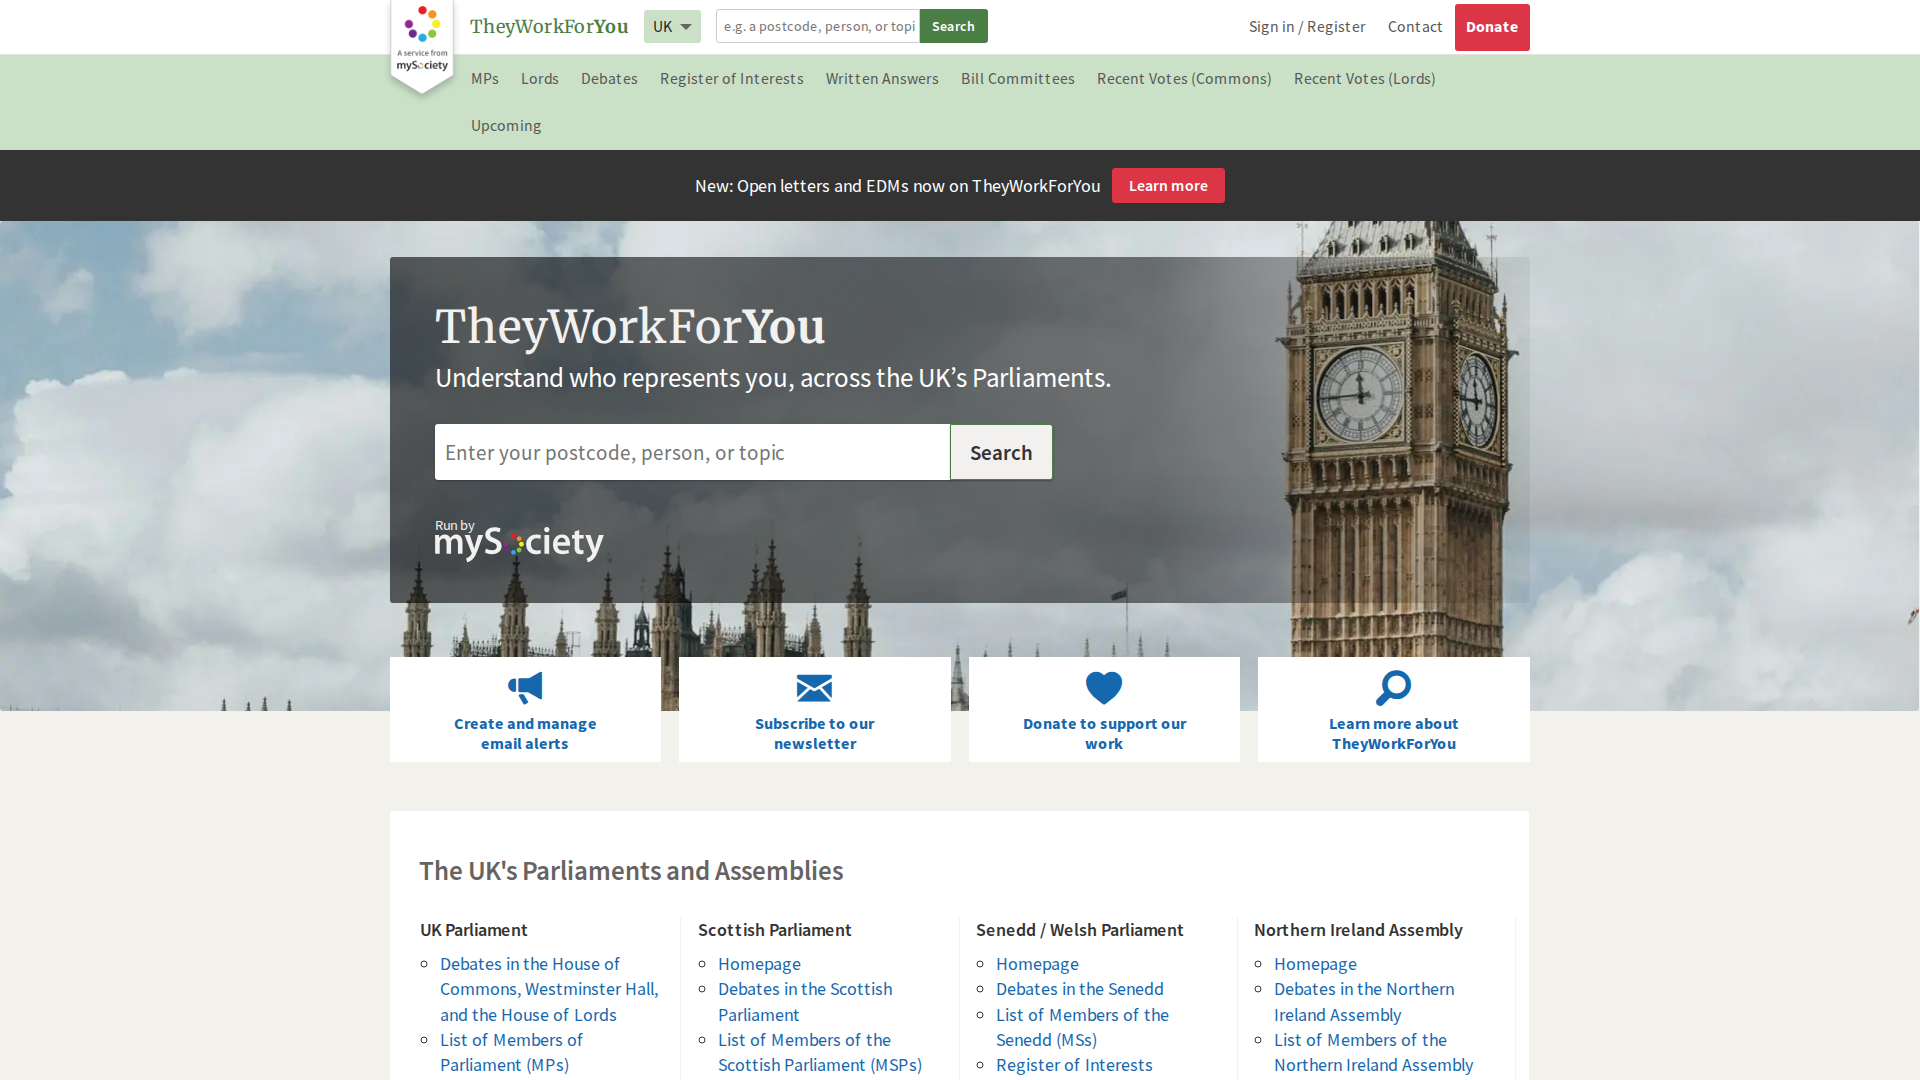 A service from
mySociety
TheyWorkForYou
UK
e.g. a postcode, person, or topi
Search
Sign in / Register
Contact
Donate
MPs
Lords
Debates
Register of Interests
Written Answers
Bill Committees
Recent Votes (Commons)
Recent Votes (Lords)
Upcoming
New: Open letters and EDMs now on TheyWorkForYou
Learn more
TheyWorkForYou
Understand who represents you, across the UK’s Parliaments.
Enter your postcode, person, or topic
Search
Run by
mySociety
Create and manage
email alerts
Subscribe to our
newsletter
Donate to support our
work
Learn more about
TheyWorkForYou
The UK's Parliaments and Assemblies
UK Parliament
Debates in the House of
Commons, Westminster Hall,
and the House of Lords
List of Members of
Parliament (MPs)
Scottish Parliament
Homepage
Debates in the Scottish
Parliament
List of Members of the
Scottish Parliament (MSPs)
Senedd / Welsh Parliament
Homepage
Debates in the Senedd
List of Members of the
Senedd (MSs)
Register of Interests
Northern Ireland Assembly
Homepage
Debates in the Northern
Ireland Assembly
List of Members of the
Northern Ireland Assembly